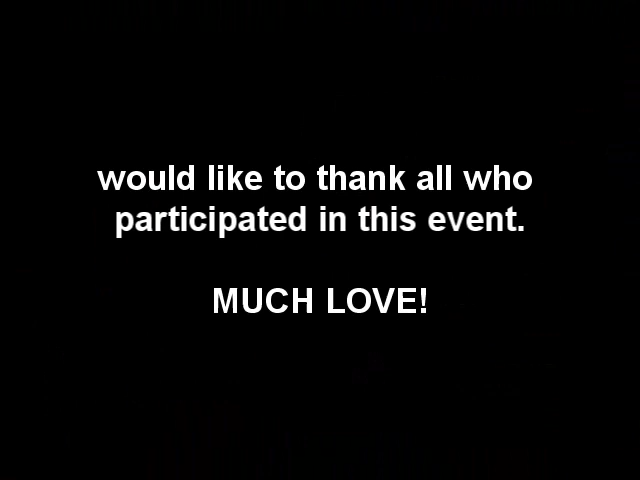 would like to thank all who
participated in this event.
MUCH LOVE!